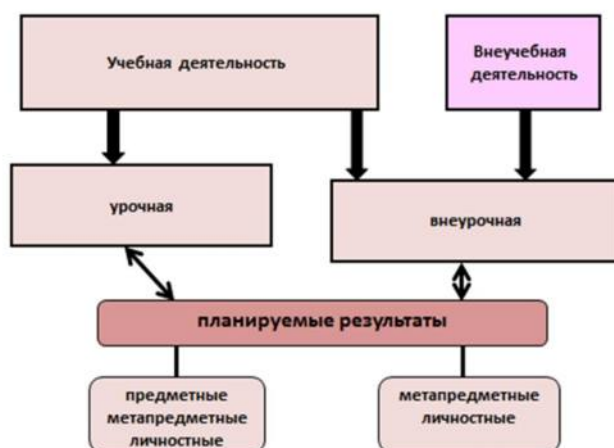 Учебная деятельность
Внеучебная
деятельность
урочная
внеурочная
планируемые результаты
предметные
метапредметные
личностные
метапредметные
личностные